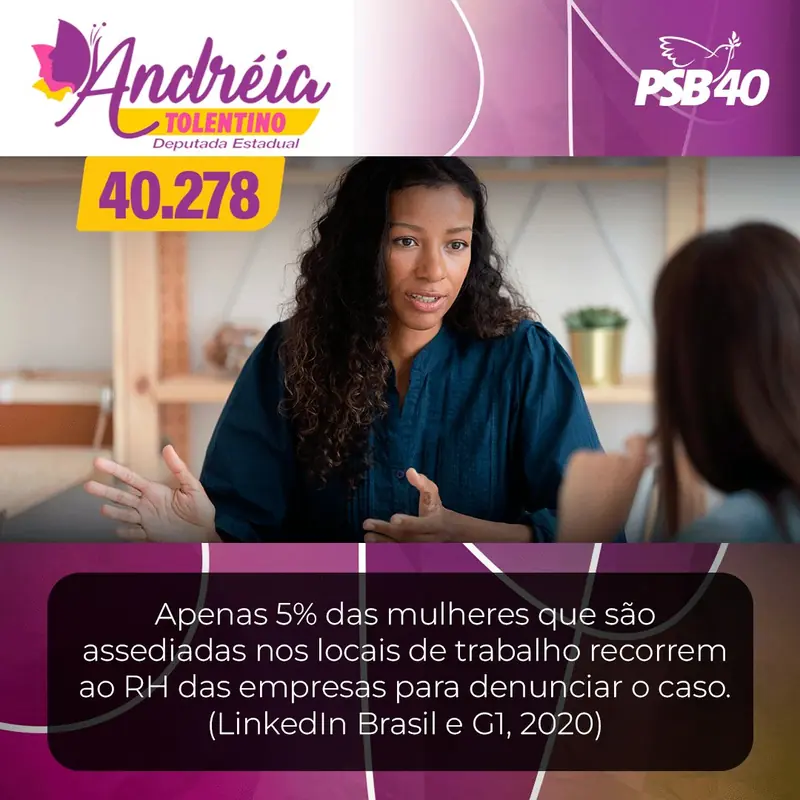 Andréia
TOLENTINO
Deputada Estadual
PSB 40
40.278
Apenas 5% das mulheres que são
assediadas nos locais de trabalho recorrem
ao RH das empresas para denunciar o caso.
(LinkedIn Brasil e G1, 2020)